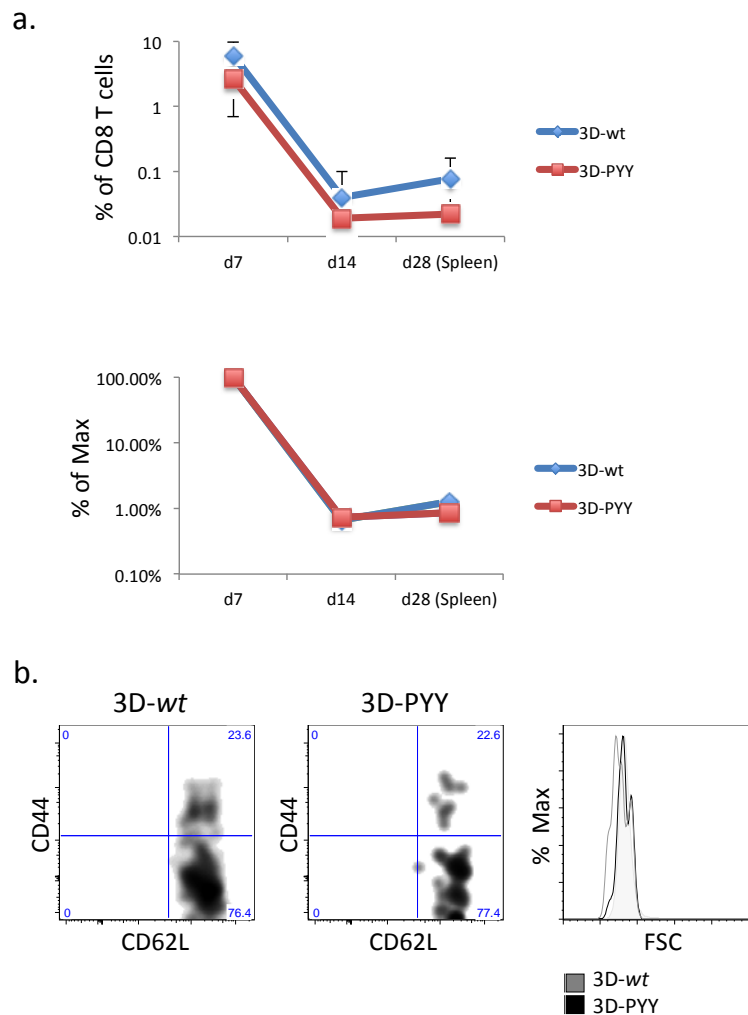 a.
10
1
0.1
0.01
% of CD8 T cells
d7 d14 d28 (Spleen)
3D-wt
3D-PYY
100.00%
10.00%
1.00%
0.10%
% of Max
d7 d14 d28 (Spleen)
3D-wt
3D-PYY
b.
3D-wt 3D-PYY
0 23.6
0 76.4
CD44
CD62L
0 22.6
0 77.4
CD44
CD62L
% Max
FSC
3D-wt
3D-PYY